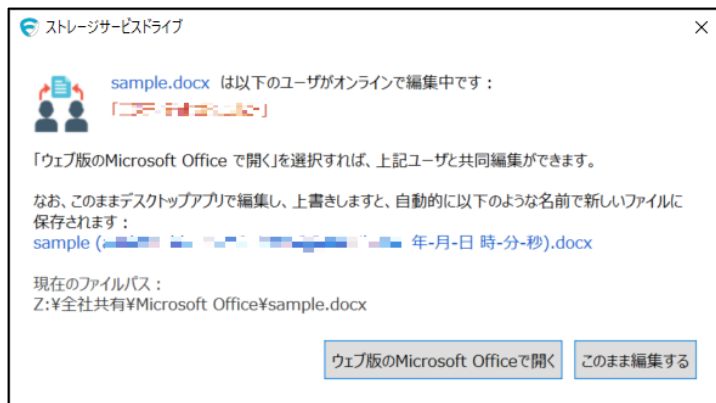 ストレージサービスドライブ
sample.docx は以下のユーザがオンラインで編集中です：
「ウェブ版のMicrosoft Office で開く」を選択すれば、上記ユーザと共同編集ができます。
なお、このままデスクトップアプリで編集し、上書きしますと、自動的に以下のような名前で新しいファイルに
保存されます：
sample ( 年-月-日 時-分-秒).docx
現在のファイルパス：
Z:¥全社共有¥Microsoft Office¥sample.docx
ウェブ版のMicrosoft Officeで開く このまま編集する